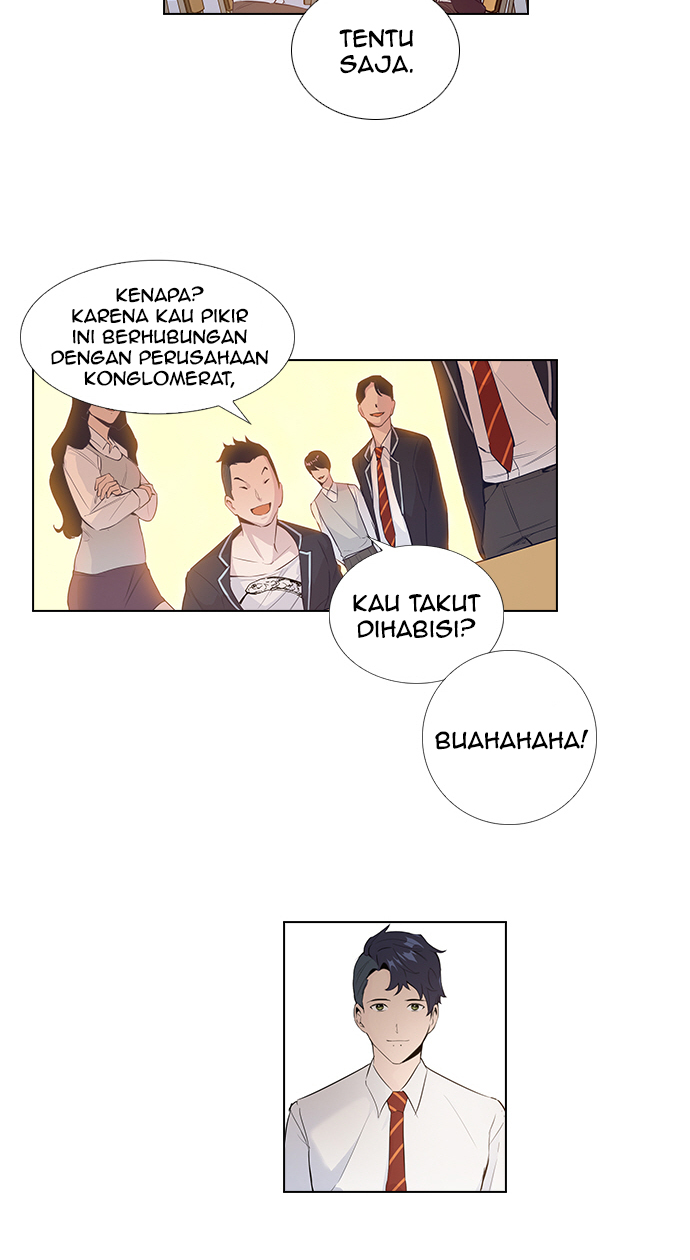 TENTU
SAJA.
KENAPA?
KARENA KAU PIKIR
INI BERHUBUNGAN
DENGAN PERUSAHAAN
KONGLOMERAT,
KAU TAKUT
DIHABISI?
BUAHAHAHA!